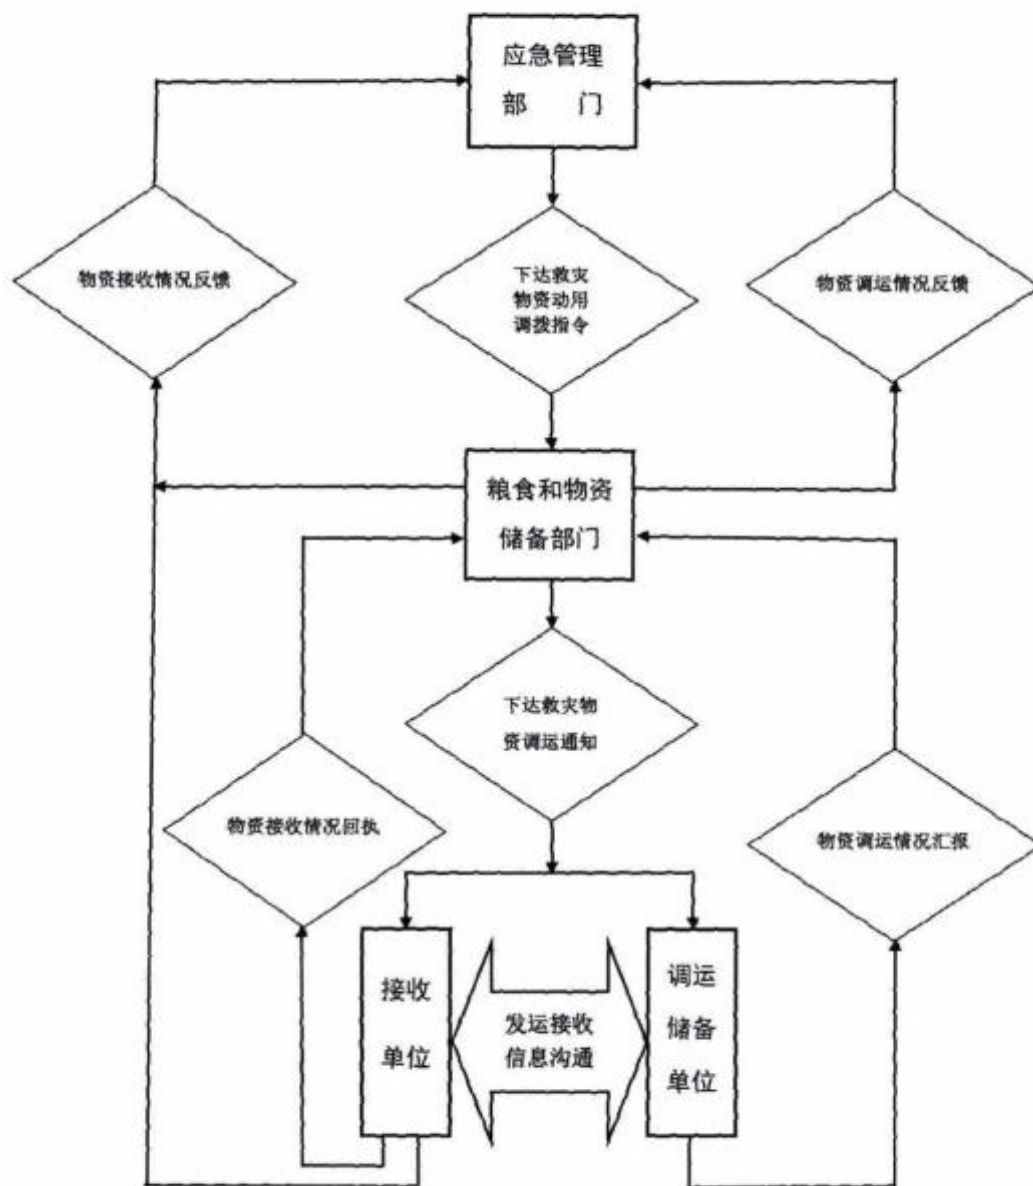 应急管理
部 门
物资接收情况反馈
下达救灾
物资动用
调拨指令
物资调运情况反馈
粮食和物资
储备部门
下达救灾物
资调运通知
物资接收情况回执
物资调运情况汇报
接收
单位
发运接收
信息沟通
调运
储备
单位